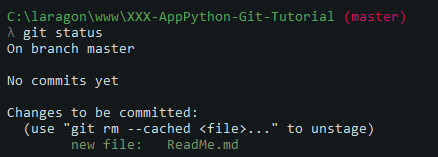 C:\laragon\www\XXX-AppPython-Git-Tutorial (master)
λ git status
On branch master
No commits yet
Changes to be committed:
(use "git rm --cached <file>..." to unstage)
new file: ReadMe.md